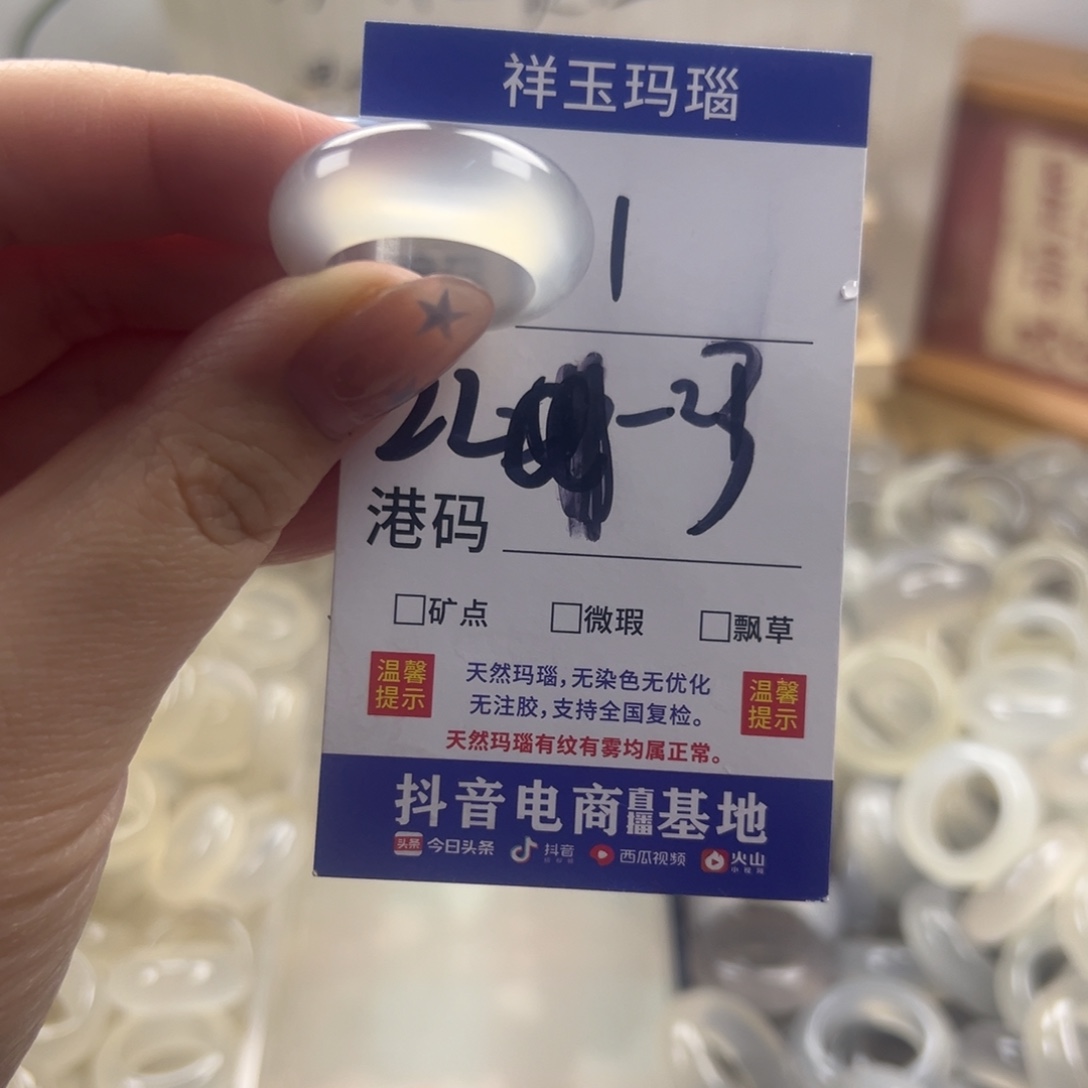 祥玉玛瑙
1
22
港码
矿点 微瑕 飘草
温馨提示
天然玛瑙,无染色无优化
无注胶,支持全国复检。
天然玛瑙有纹有雾均属正常。
温馨提示
抖音电商直播基地
头条 今日头条 抖音 西瓜视频 火山